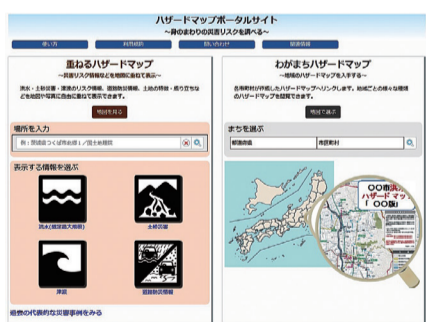 ハザードマップポータルサイト
～身のまわりの災害リスクを調べる～
使い方
利用規約
問い合わせ
関連情報
重ねるハザードマップ
～災害リスク情報などを地図に重ねて表示～
洪水・土砂災害・津波のリスク情報、道路防災情報、土地の特徴・成り立ちなどを地図や写真に自由に重ねて表示できます。
地図を見る
場所を入力
例：茨城県つくば市北郷１／国土地理院
表示する情報を選ぶ
洪水(想定最大規模)
土砂災害
津波
道路防災情報
過去の代表的な災害事例をみる
わがまちハザードマップ
～地域のハザードマップを入手する～
各市町村が作成したハザードマップへリンクします。地域ごとの様々な種類のハザードマップを閲覧できます。
地図で選ぶ
まちを選ぶ
都道府県
市区町村
〇〇市洪水
ハザードマップ
「〇〇版」